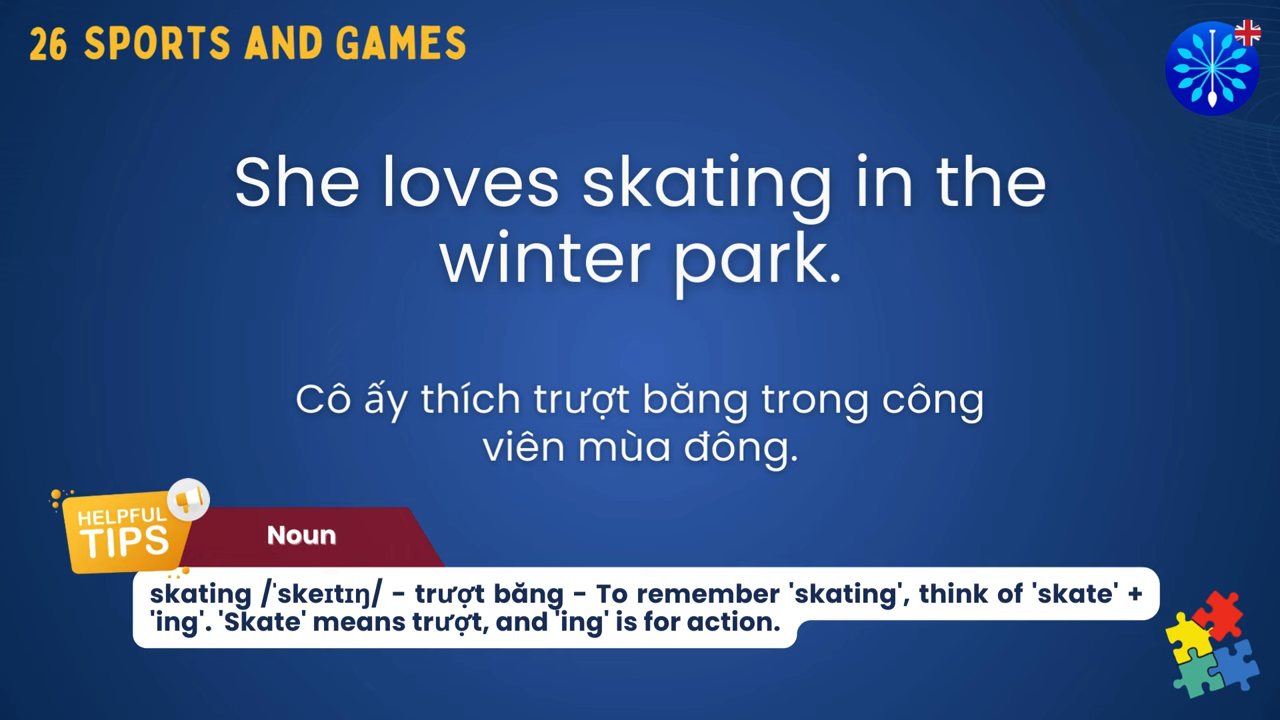 26 SPORTS AND GAMES
She loves skating in the
winter park.
Cô ấy thích trượt băng trong công
viên mùa đông.
HELPFUL
TIPS
Noun
skating /ˈskeɪtɪŋ/ - trượt băng - To remember 'skating', think of 'skate' +
'ing'. 'Skate' means trượt, and 'ing' is for action.